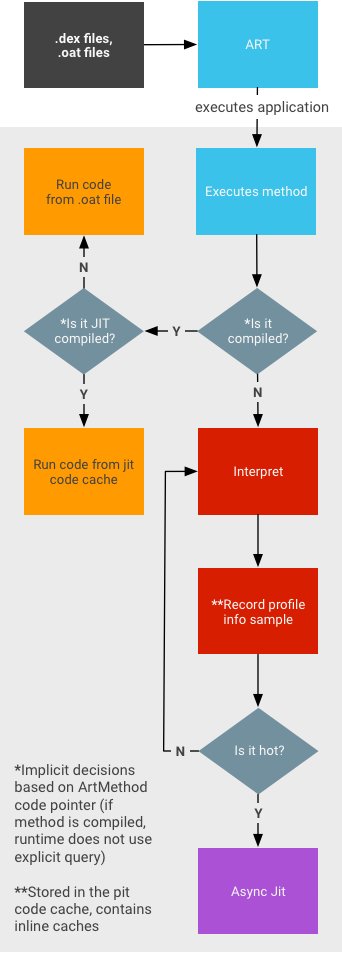 .dex files,
.oat files
ART
executes application
Run code
from .oat file
Executes method
N
*Is it JIT
compiled?
Y
*Is it
compiled?
Y
N
Run code from jit
code cache
Interpret
**Record profile
info sample
N
Is it hot?
Y
*Implicit decisions
based on ArtMethod
code pointer (if
method is compiled,
runtime does not use
explicit query)
**Stored in the pit
code cache, contains
inline caches
Async Jit